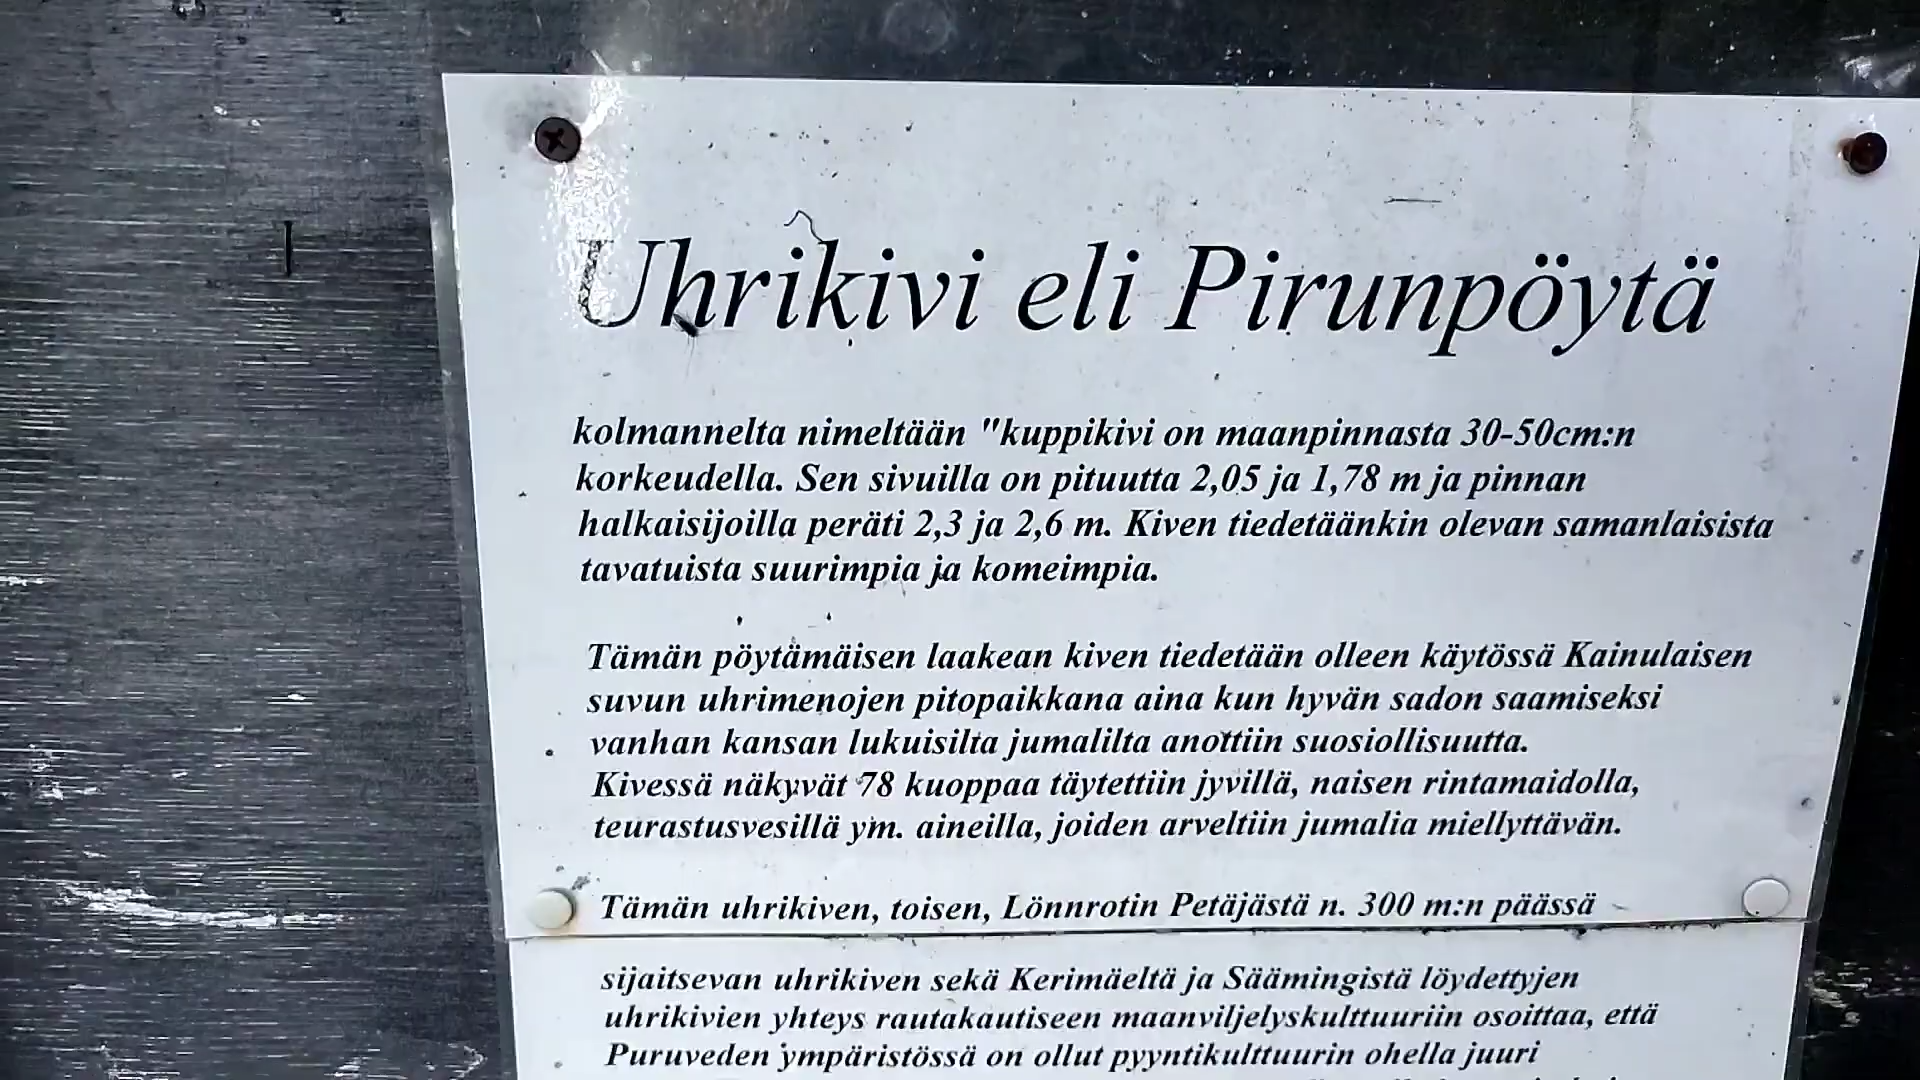 Uhrikivi eli Pirunpöytä
kolmannelta nimeltään "kuppikivi on maanpinnasta 30-50cm:n
korkeudella. Sen sivuilla on pituutta 2,05 ja 1,78 m ja pinnan
halkaisijoilla peräti 2,3 ja 2,6 m. Kiven tiedetäänkin olevan samanlaisista
tavatuista suurimpia ja komeimpia.
Tämän pöytämäisen laakean kiven tiedetään olleen käytössä Kainulaisen
suvun uhrimenojen pitopaikkana aina kun hyvän sadon saamiseksi
vanhan kansan lukuisilta jumalilta anottiin suosiollisuutta.
Kivessä näkyvät 78 kuoppaa täytettiin jyvillä, naisen rintamaidolla,
teurastusvesillä ym. aineilla, joiden arveltiin jumalia miellyttävän.
Tämän uhrikiven, toisen, Lönnrotin Petäjästä n. 300 m:n päässä
sijaitsevan uhrikiven sekä Kerimäeltä ja Säämingistä löydettyjen
uhrikivien yhteys rautakautiseen maanviljelyskulttuuriin osoittaa, että
Puruveden ympäristössä on ollut pyyntikulttuurin ohella juuri